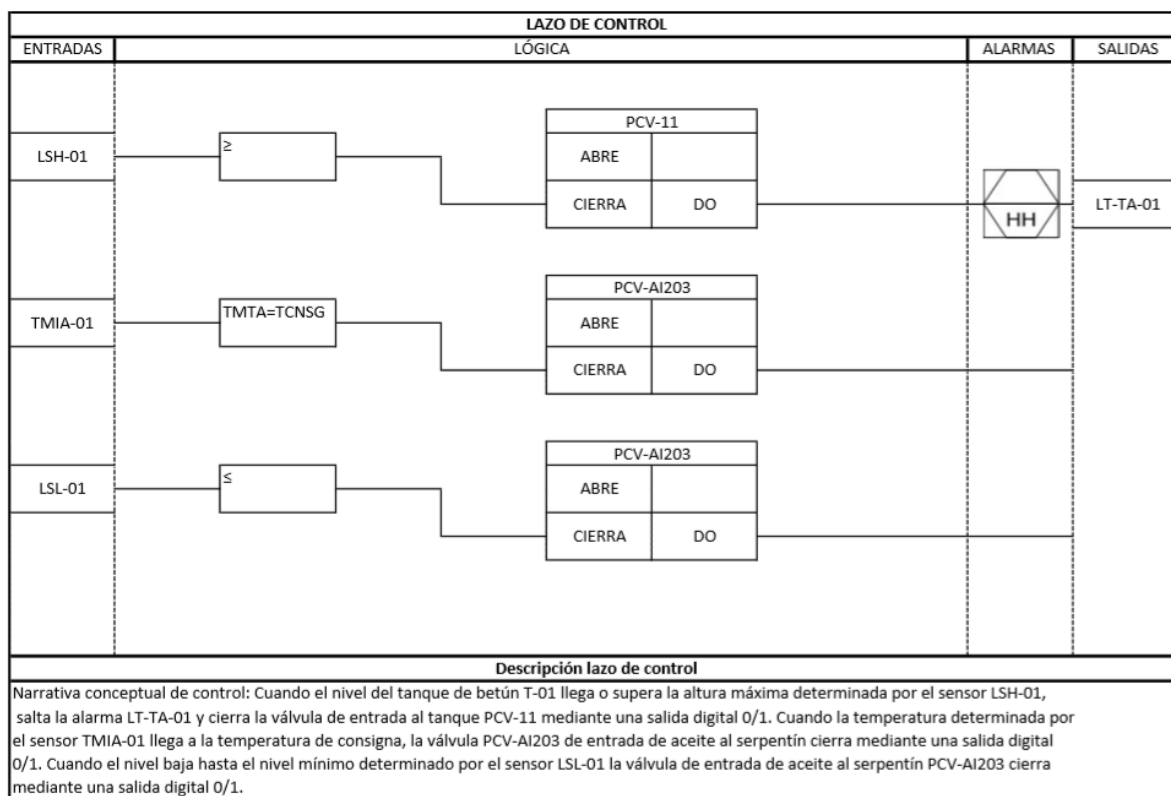 LAZO DE CONTROL
ENTRADAS LÓGICA ALARMAS SALIDAS
PCV-11
LSH-01 ≥ ABRE
CIERRA DO HH LT-TA-01
PCV-AI203
TMIA-01 TMTA=TCNSG ABRE
CIERRA DO
PCV-AI203
LSL-01 ≤ ABRE
CIERRA DO
Descripción lazo de control
Narrativa conceptual de control: Cuando el nivel del tanque de betún T-01 llega o supera la altura máxima determinada por el sensor LSH-01,
salta la alarma LT-TA-01 y cierra la válvula de entrada al tanque PCV-11 mediante una salida digital 0/1. Cuando la temperatura determinada por
el sensor TMIA-01 llega a la temperatura de consigna, la válvula PCV-AI203 de entrada de aceite al serpentín cierra mediante una salida digital
0/1. Cuando el nivel baja hasta el nivel mínimo determinado por el sensor LSL-01 la válvula de entrada de aceite al serpentín PCV-AI203 cierra
mediante una salida digital 0/1.